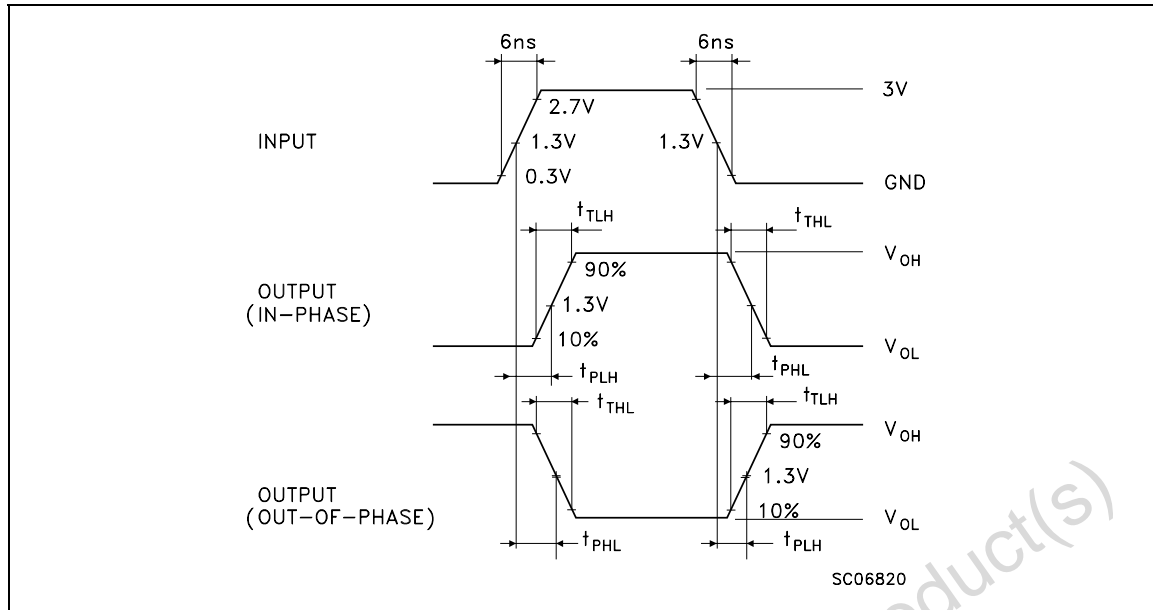 6ns
6ns
3V
2.7V
INPUT
1.3V
1.3V
0.3V
GND
tTLH
tTHL
VOH
90%
OUTPUT
(IN-PHASE)
1.3V
10%
VOL
tPLH
tPHL
tTHL
tTLH
VOH
90%
1.3V
OUTPUT
(OUT-OF-PHASE)
10%
VOL
tPHL
tPLH
SC06820
duct(s)